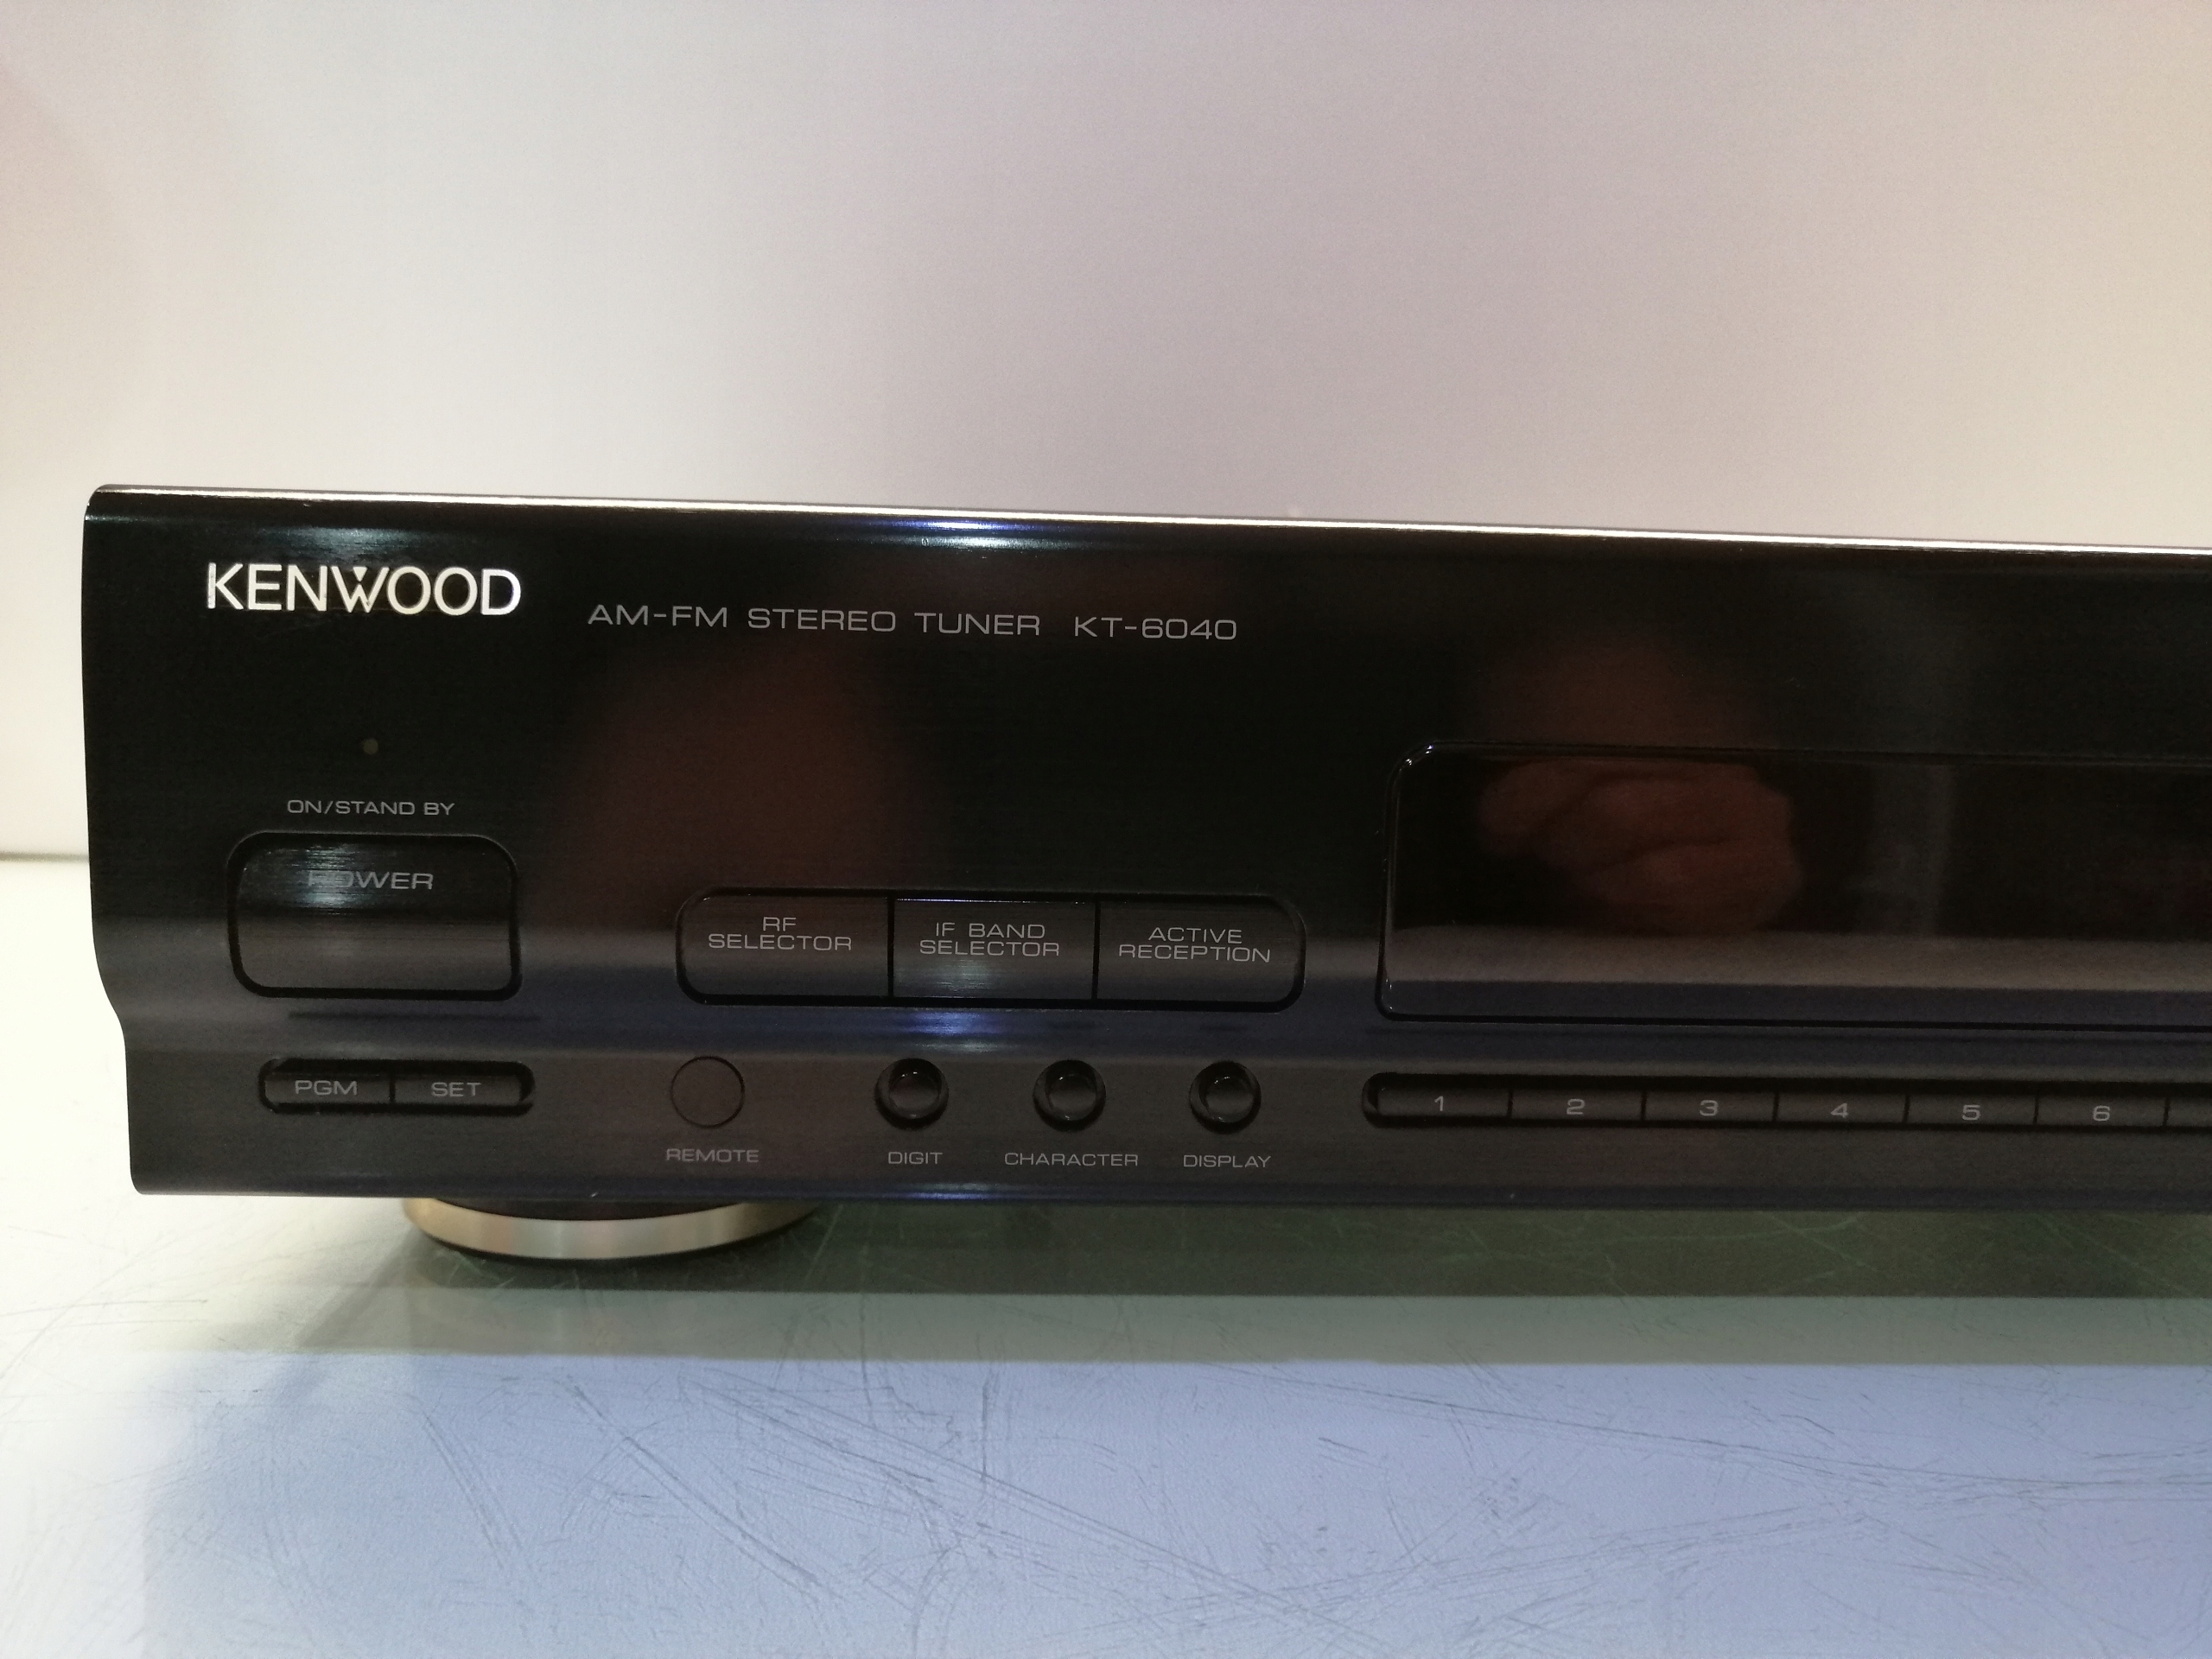 KENWOOD
AM-FM STEREO TUNER KT-6040
ON/STAND BY
POWER
RF
SELECTOR
IF BAND
SELECTOR
ACTIVE
RECEPTION
PGM
SET
REMOTE
DIGIT
CHARACTER
DISPLAY
1
2
3
4
5
6